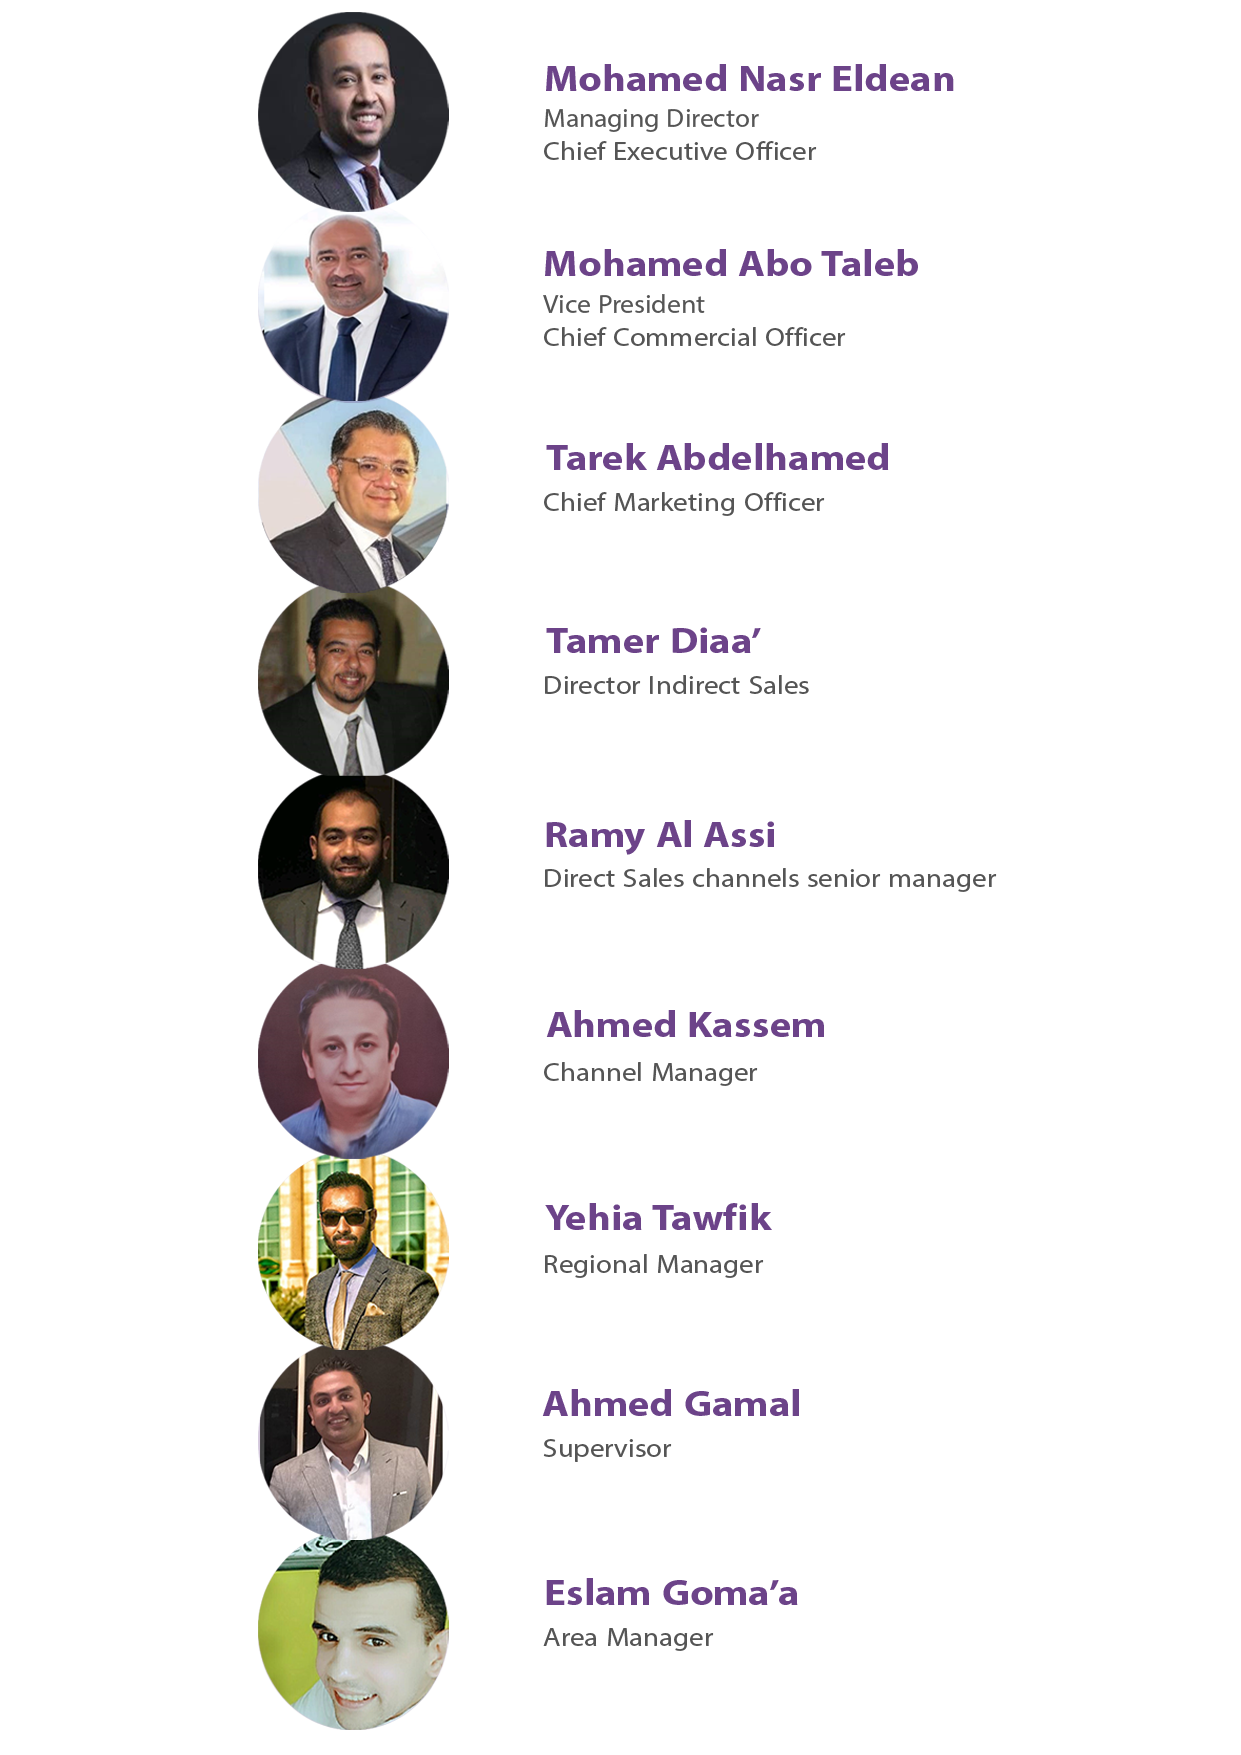 Mohamed Nasr Eldean
Managing Director
Chief Executive Officer
Mohamed Abo Taleb
Vice President
Chief Commercial Officer
Tarek Abdelhamed
Chief Marketing Officer
Tamer Diaa’
Director Indirect Sales
Ramy Al Assi
Direct Sales channels senior manager
Ahmed Kassem
Channel Manager
Yehia Tawfik
Regional Manager
Ahmed Gamal
Supervisor
Eslam Goma’a
Area Manager